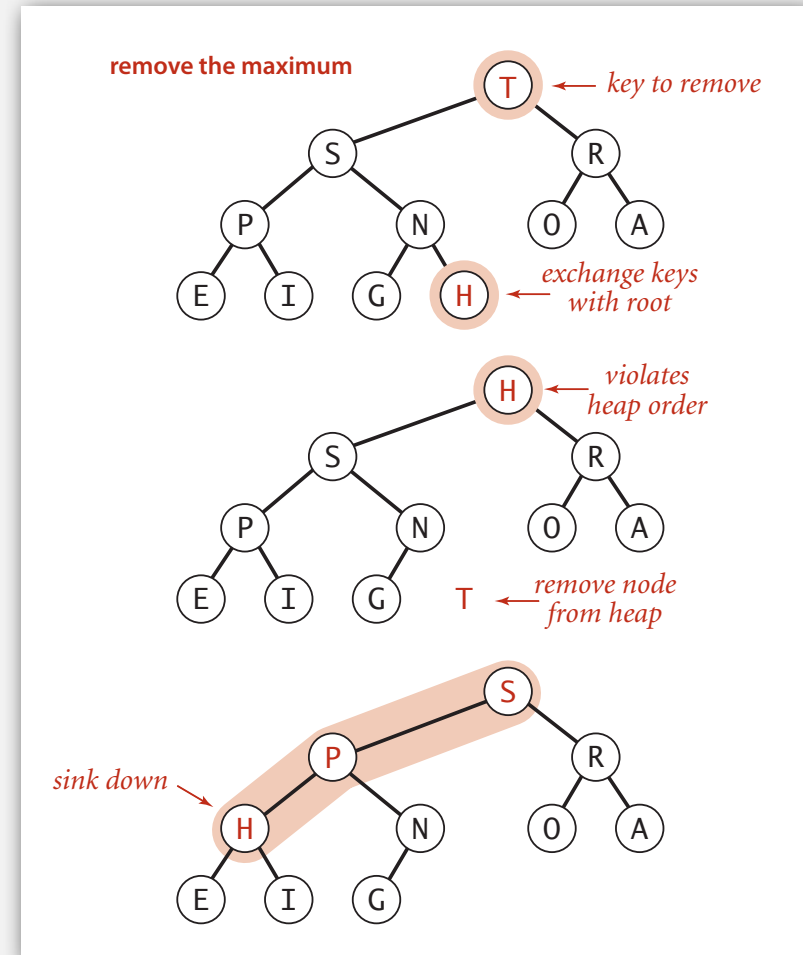 remove the maximum
T
key to remove
S
R
P
N
O
A
E
I
G
H
exchange keys
with root
H
violates
heap order
S
R
P
N
O
A
E
I
G
T
remove node
from heap
S
P
R
sink down
H
N
O
A
E
I
G